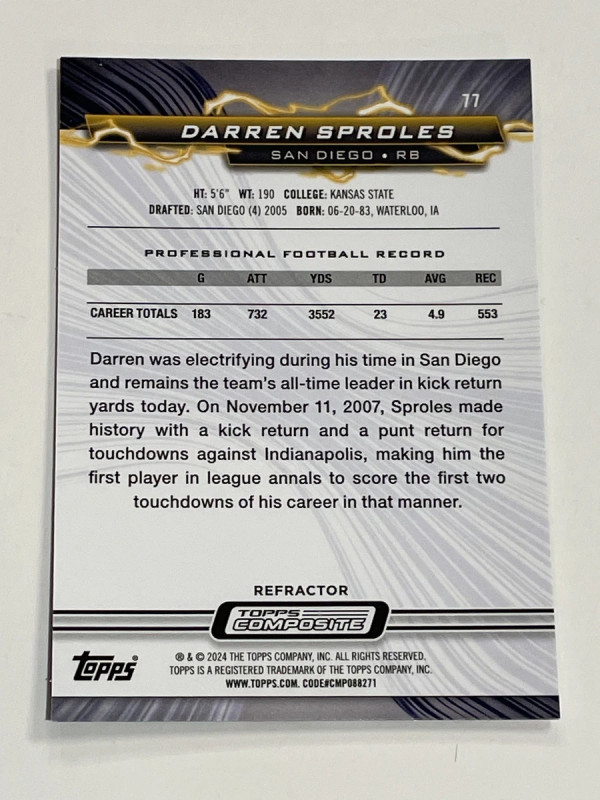 77
DARREN SPROLES
SAN DIEGO • RB
HT: 5'6" WT: 190 COLLEGE: KANSAS STATE
DRAFTED: SAN DIEGO (4) 2005 BORN: 06-20-83, WATERLOO, IA
PROFESSIONAL FOOTBALL RECORD
G ATT YDS TD AVG REC
CAREER TOTALS 183 732 3552 23 4.9 553
Darren was electrifying during his time in San Diego
and remains the team's all-time leader in kick return
yards today. On November 11, 2007, Sproles made
history with a kick return and a punt return for
touchdowns against Indianapolis, making him the
first player in league annals to score the first two
touchdowns of his career in that manner.
REFRACTOR
TOPPS
COMPOSITE
topps®
® & © 2024 THE TOPPS COMPANY, INC. ALL RIGHTS RESERVED.
TOPPS IS A REGISTERED TRADEMARK OF THE TOPPS COMPANY, INC.
WWW.TOPPS.COM. CODE#CMP088271